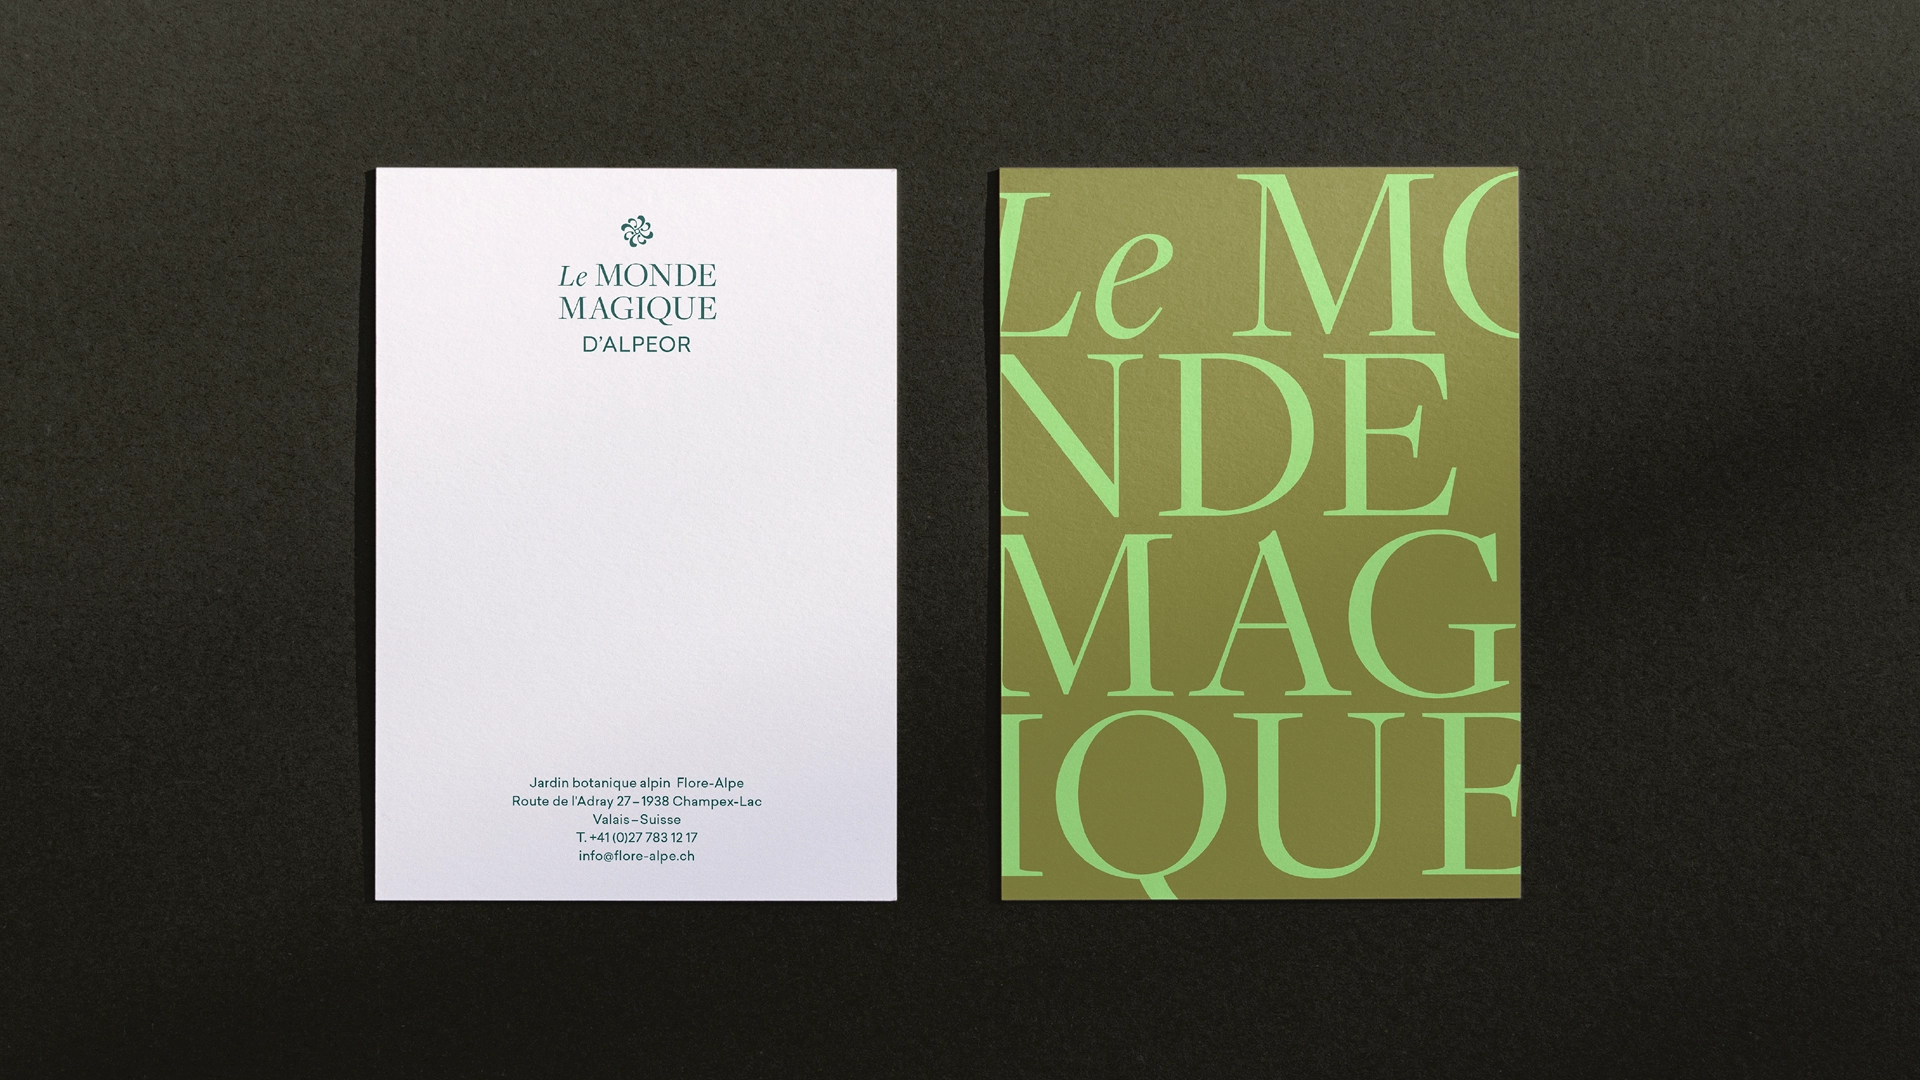 Le MONDE
MAGIQUE
D’ALPEOR
Jardin botanique alpin Flore-Alpe
Route de l'Adray 27–1938 Champex-Lac
Valais–Suisse
T. +41 (0)27 783 12 17
info@flore-alpe.ch
Le MO
NDE
MAG
IQUE